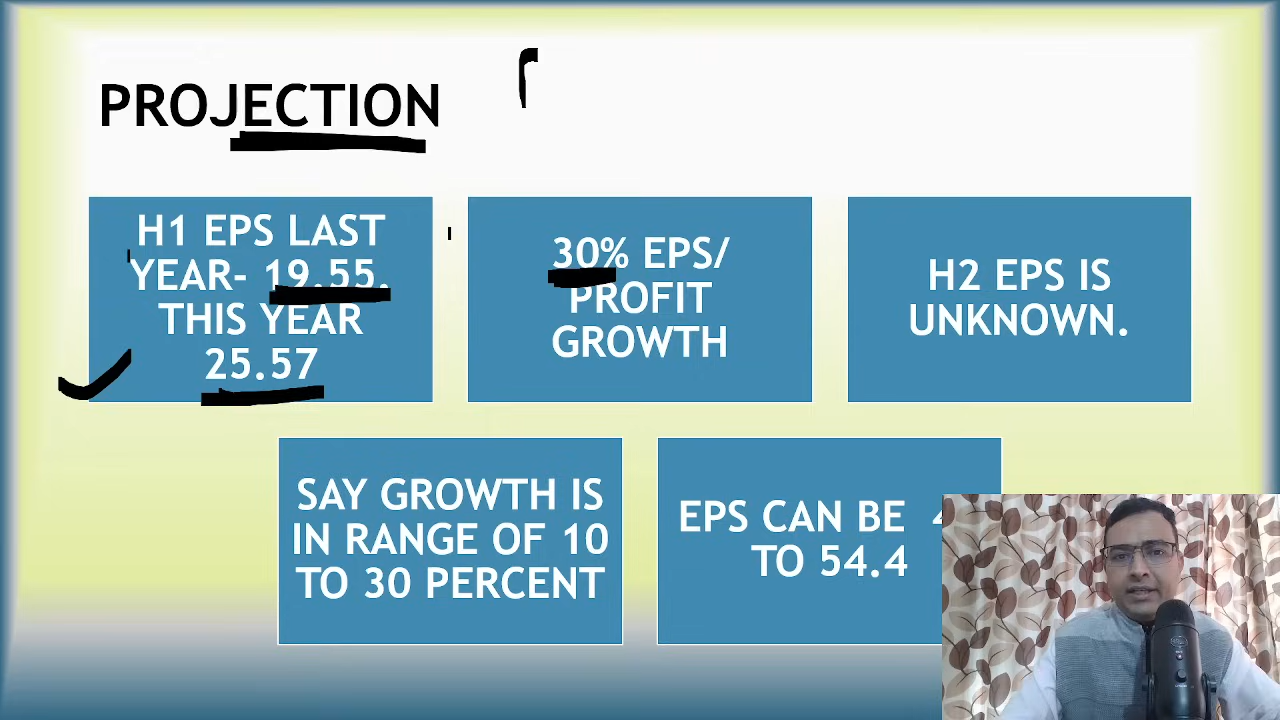 PROJECTION
H1 EPS LAST
YEAR- 19.55.
THIS YEAR
25.57
30% EPS/
PROFIT
GROWTH
H2 EPS IS
UNKNOWN.
SAY GROWTH IS
IN RANGE OF 10
TO 30 PERCENT
EPS CAN BE
TO 54.4